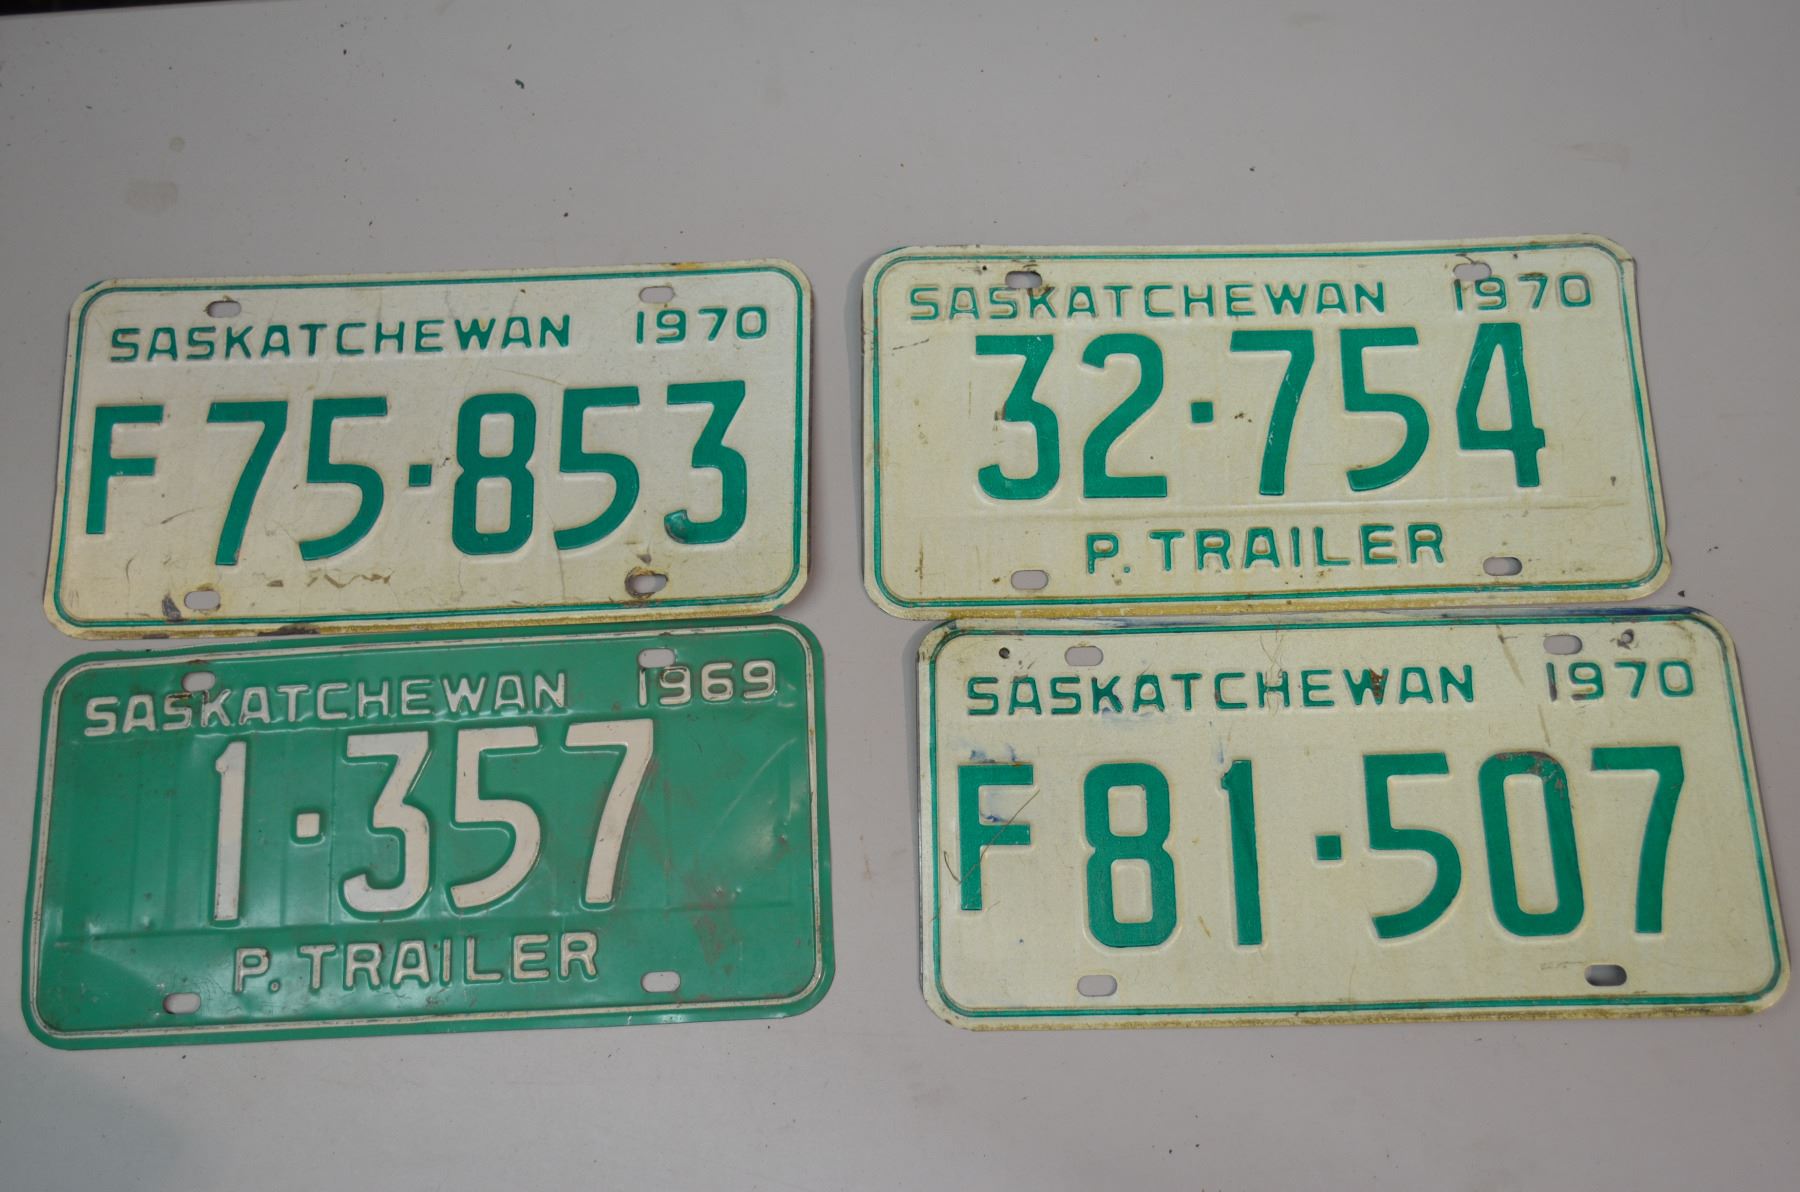 SASKATCHEWAN 1970
F75·853
SASKATCHEWAN 1970
32·754
P. TRAILER
SASKATCHEWAN 1969
1·357
P. TRAILER
SASKATCHEWAN 1970
F81·507